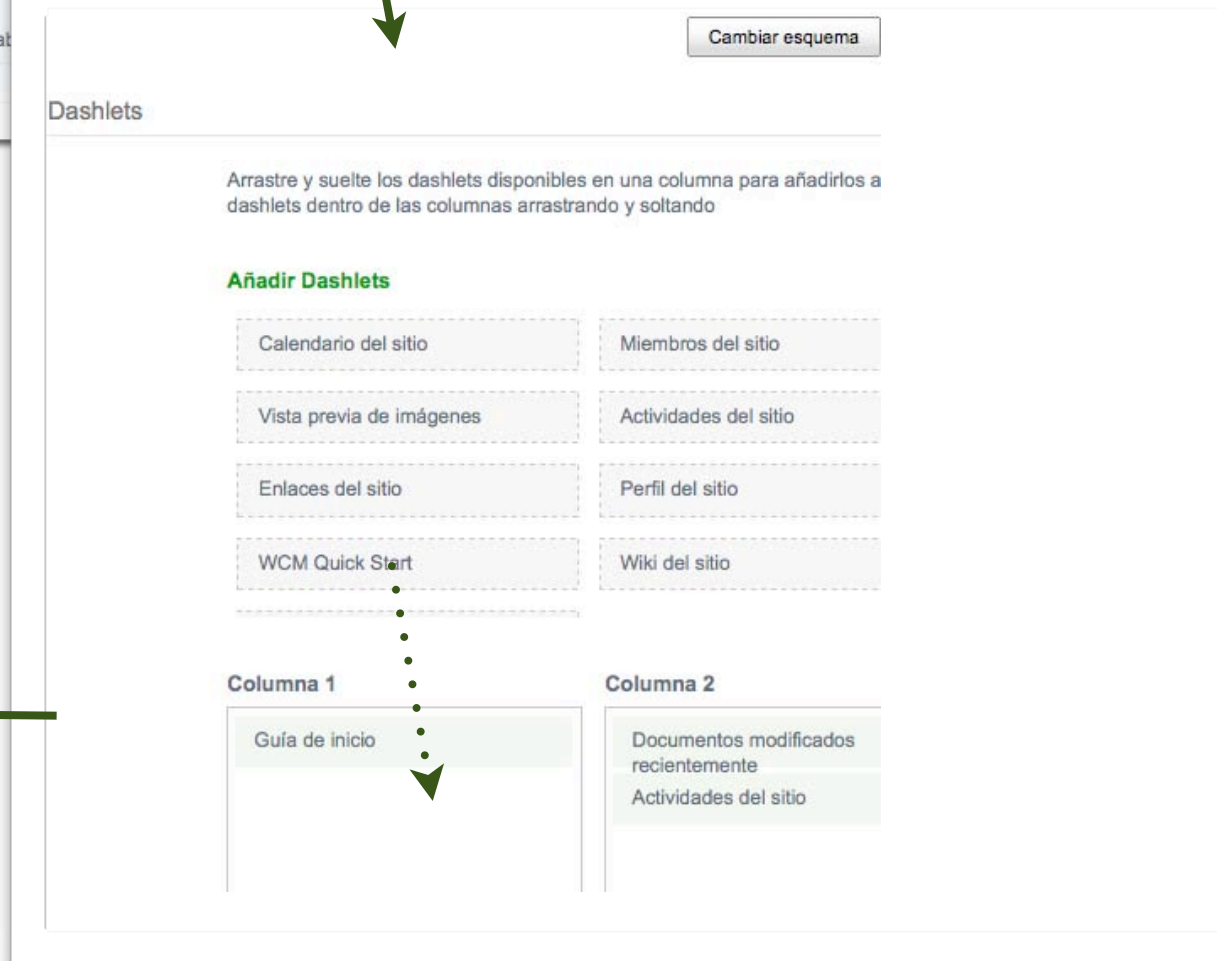 Cambiar esquema
Dashlets
Arrastre y suelte los dashlets disponibles en una columna para añadirlos a
dashlets dentro de las columnas arrastrando y soltando
Añadir Dashlets
Calendario del sitio
Miembros del sitio
Vista previa de imágenes
Actividades del sitio
Enlaces del sitio
Perfil del sitio
WCM Quick Start
Wiki del sitio
Columna 1
Columna 2
Guía de inicio
Documentos modificados
recientemente
Actividades del sitio